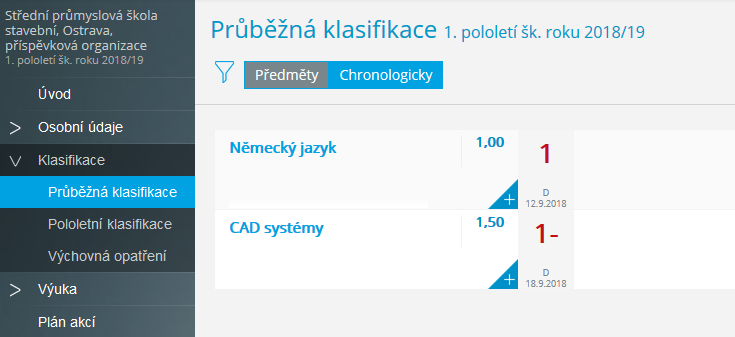 Střední průmyslová škola
stavební, Ostrava,
příspěvková organizace
1. pololetí šk. roku 2018/19
Úvod
Osobní údaje
Klasifikace
Průběžná klasifikace
Pololetní klasifikace
Výchovná opatření
Výuka
Plán akcí
Průběžná klasifikace 1. pololetí šk. roku 2018/19
Předměty Chronologicky
Německý jazyk 1,00 1
+ D
12.9.2018
CAD systémy 1,50 1-
+ D
18.9.2018